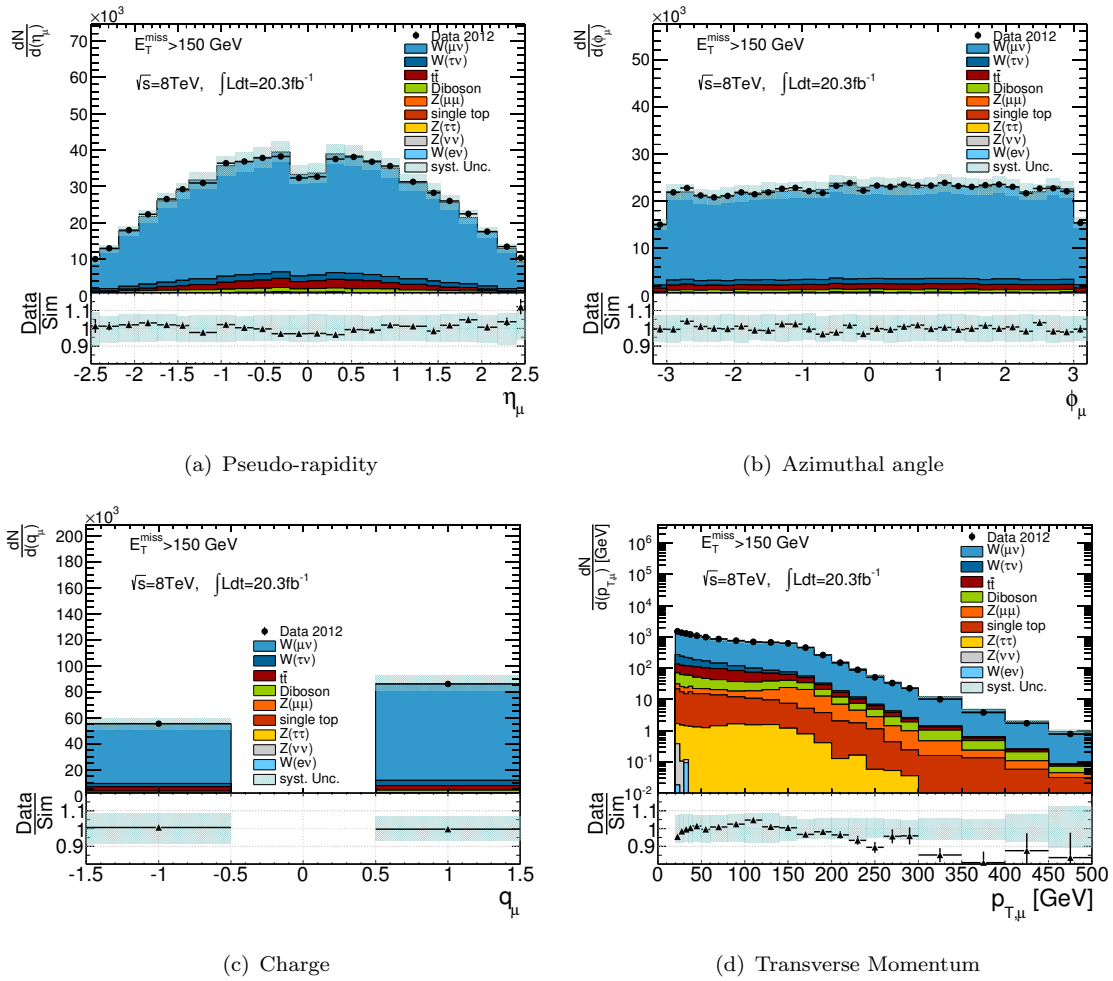 ×10³
dN/d(η_μ)
E_T^miss>150 GeV
√s=8TeV, ∫Ldt=20.3fb⁻¹
Data 2012
W(μν)
W(τν)
tt̄
Diboson
Z(μμ)
single top
Z(ττ)
Z(νν)
W(eν)
syst. Unc.
70
60
50
40
30
20
10
0
Data/Sim
1.1
1
0.9
-2.5 -2 -1.5 -1 -0.5 0 0.5 1 1.5 2 2.5
η_μ
(a) Pseudo-rapidity
×10³
dN/d(φ_μ)
E_T^miss>150 GeV
√s=8TeV, ∫Ldt=20.3fb⁻¹
Data 2012
W(μν)
W(τν)
tt̄
Diboson
Z(μμ)
single top
Z(ττ)
Z(νν)
W(eν)
syst. Unc.
50
40
30
20
10
0
Data/Sim
1.1
1
0.9
-3 -2 -1 0 1 2 3
φ_μ
(b) Azimuthal angle
×10³
dN/d(q_μ)
E_T^miss>150 GeV
√s=8TeV, ∫Ldt=20.3fb⁻¹
Data 2012
W(μν)
W(τν)
tt̄
Diboson
Z(μμ)
single top
Z(ττ)
Z(νν)
W(eν)
syst. Unc.
200
180
160
140
120
100
80
60
40
20
0
Data/Sim
1.1
1
0.9
-1.5 -1 -0.5 0 0.5 1 1.5
q_μ
(c) Charge
dN/d(p_T,μ) [GeV]
E_T^miss>150 GeV
√s=8TeV, ∫Ldt=20.3fb⁻¹
Data 2012
W(μν)
W(τν)
tt̄
Diboson
Z(μμ)
single top
Z(ττ)
Z(νν)
W(eν)
syst. Unc.
10⁶
10⁵
10⁴
10³
10²
10
1
10⁻¹
10⁻²
Data/Sim
1.1
1
0.9
0 50 100 150 200 250 300 350 400 450 500
p_T,μ [GeV]
(d) Transverse Momentum